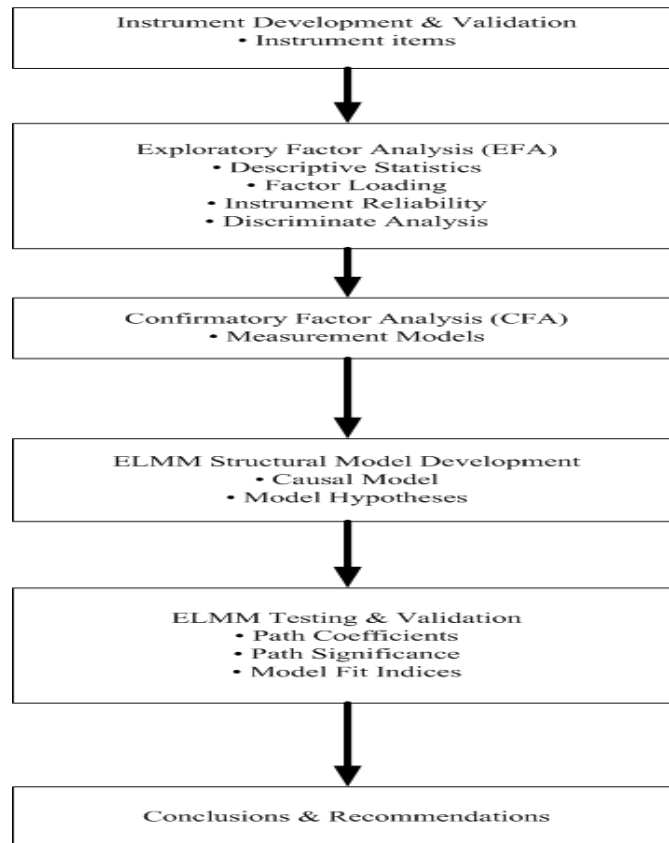 Instrument Development & Validation
• Instrument items
Exploratory Factor Analysis (EFA)
• Descriptive Statistics
• Factor Loading
• Instrument Reliability
• Discriminate Analysis
Confirmatory Factor Analysis (CFA)
• Measurement Models
ELMM Structural Model Development
• Causal Model
• Model Hypotheses
ELMM Testing & Validation
• Path Coefficients
• Path Significance
• Model Fit Indices
Conclusions & Recommendations